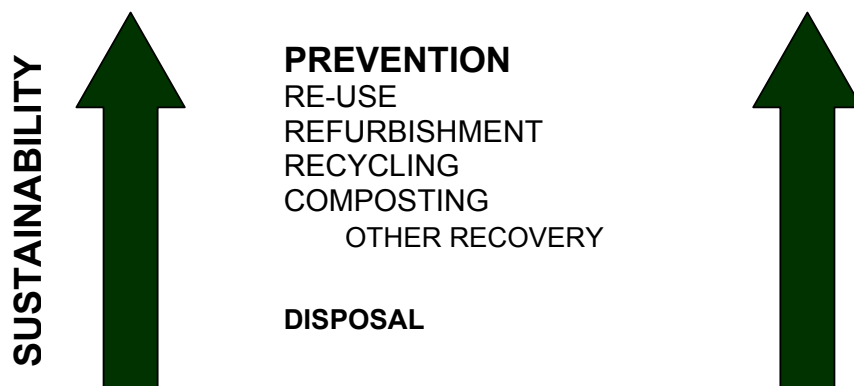 SUSTAINABILITY
PREVENTION
RE-USE
REFURBISHMENT
RECYCLING
COMPOSTING
OTHER RECOVERY
DISPOSAL